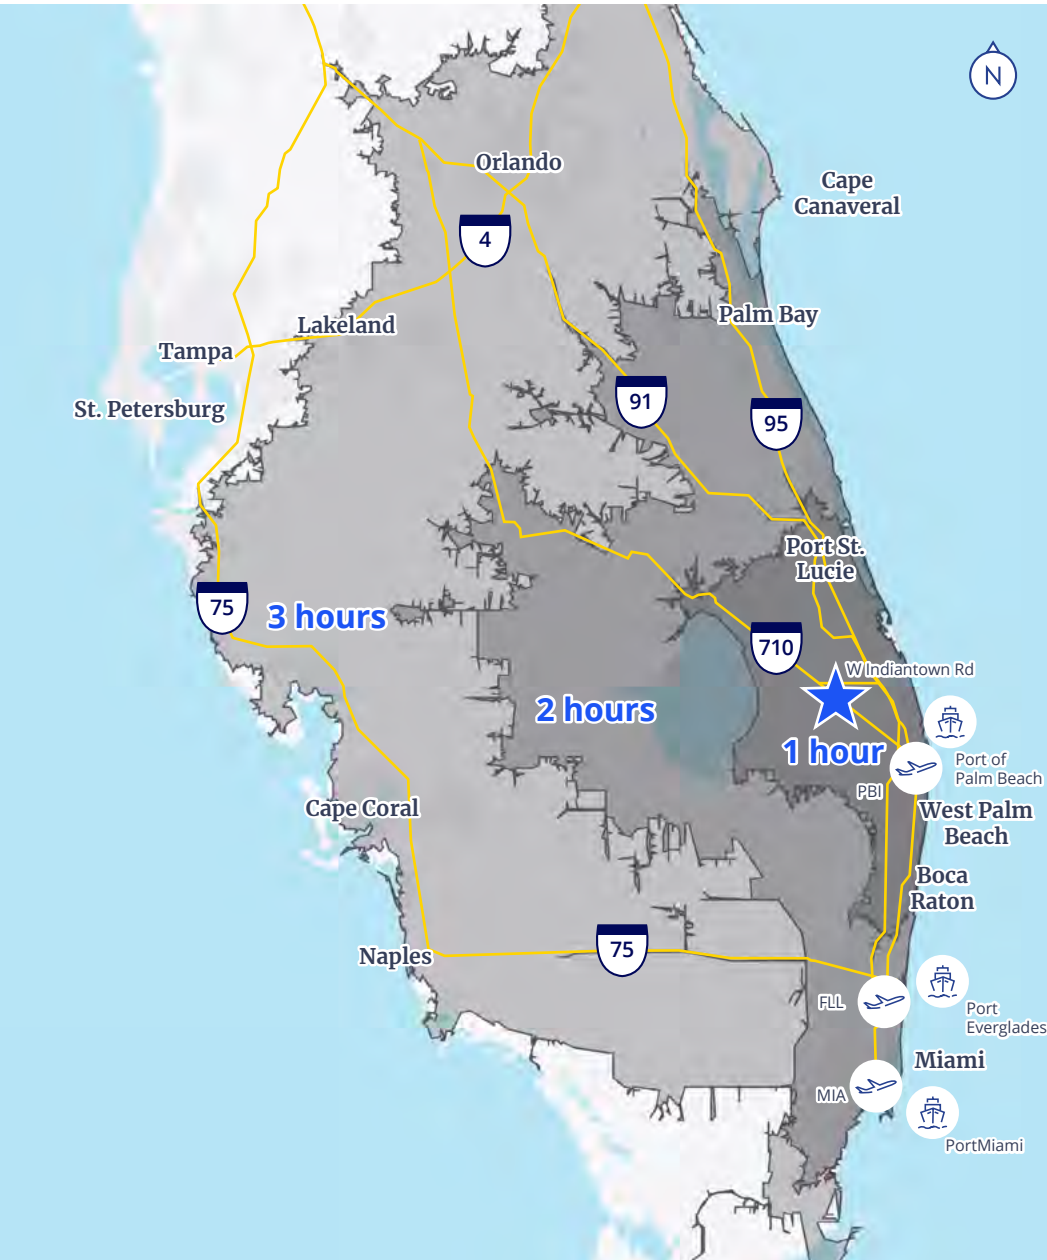 N
Orlando
Cape
Canaveral
4
Palm Bay
Lakeland
Tampa
St. Petersburg
91
95
Port St.
Lucie
75
3 hours
710
W Indiantown Rd
2 hours
1 hour
Port of
Palm Beach
PBI
Cape Coral
West Palm
Beach
Boca
Raton
75
Naples
FLL
Port
Everglades
Miami
MIA
PortMiami